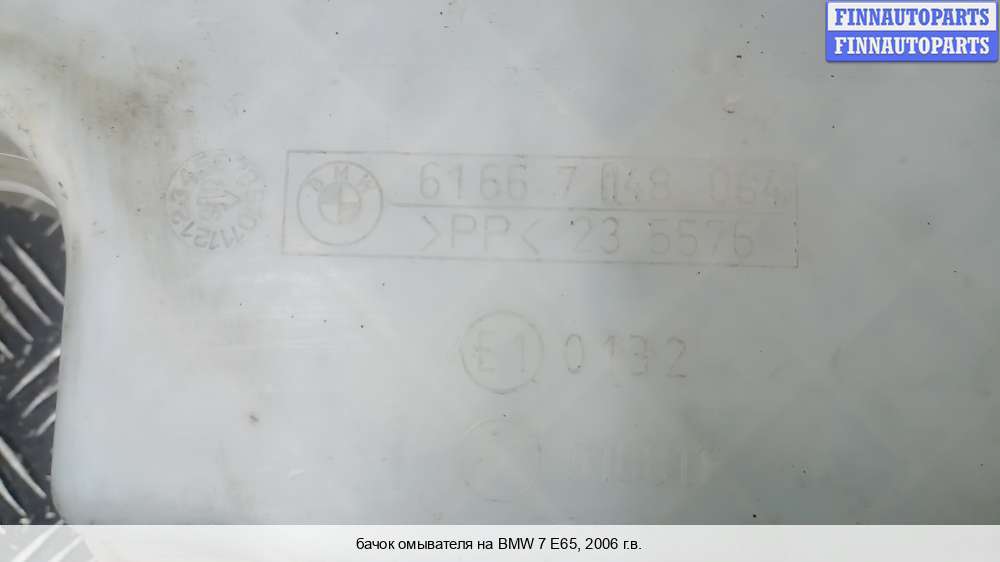 FINNAUTOPARTS
FINNAUTOPARTS
BMW
6166 7 048 064
>PP< 23 5576
E1 0132
бачок омывателя на BMW 7 E65, 2006 г.в.